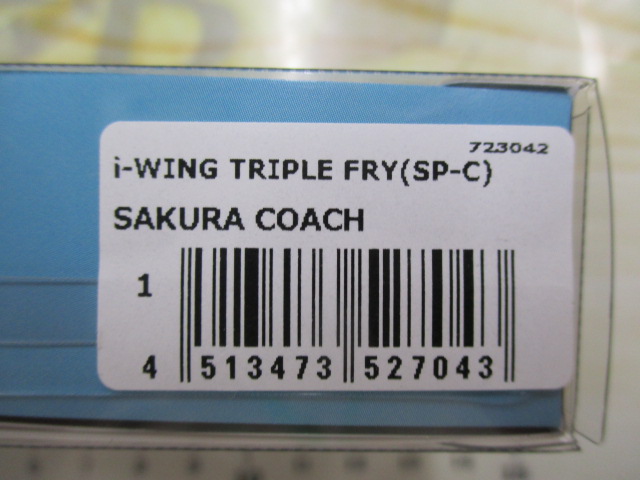 723042
i-WING TRIPLE FRY(SP-C)
SAKURA COACH
1
4 513473 527043